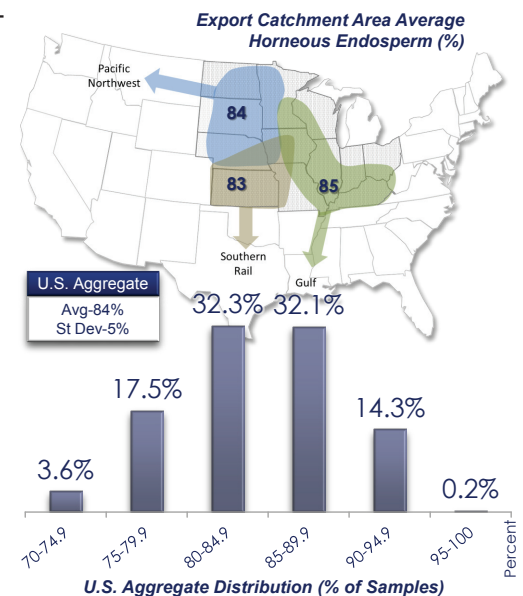 Export Catchment Area Average
Horneous Endosperm (%)
Pacific
Northwest
84
83
85
Southern
Rail
Gulf
U.S. Aggregate
Avg-84%
St Dev-5%
3.6%
17.5%
32.3%
32.1%
14.3%
0.2%
70-74.9
75-79.9
80-84.9
85-89.9
90-94.9
95-100
Percent
U.S. Aggregate Distribution (% of Samples)